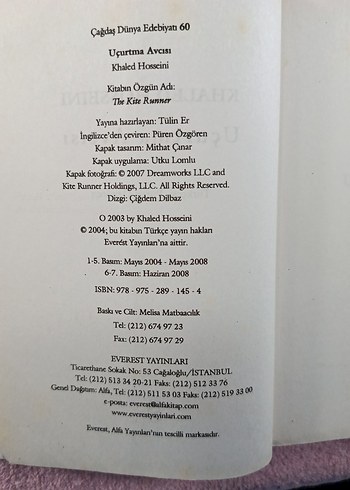 Çağdaş Dünya Edebiyatı 60
Uçurtma Avcısı
Khaled Hosseini
Kitabın Özgün Adı:
The Kite Runner
Yayına hazırlayan: Tülin Er
İngilizce'den çeviren: Püren Özgören
Kapak tasarım: Mithat Çınar
Kapak uygulama: Utku Lomlu
Kapak fotoğrafı: © 2007 Dreamworks LLC and
Kite Runner Holdings, LLC. All Rights Reserved.
Dizgi: Çiğdem Dilbaz
O 2003 by Khaled Hosseini
© 2004; bu kitabın Türkçe yayın hakları
Everest Yayınları'na aittir.
1-5. Basım: Mayıs 2004 - Mayıs 2008
6-7. Basım: Haziran 2008
ISBN: 978 - 975 - 289 - 145 - 4
Baskı ve Cilt: Melisa Matbaacılık
Tel: (212) 674 97 23
Fax: (212) 674 97 29
EVEREST YAYINLARI
Ticarethane Sokak No: 53 Cağaloğlu/İSTANBUL
Tel: (212) 513 34 20-21 Faks: (212) 512 33 76
Genel Dağıtım: Alfa, Tel: (212) 511 53 03 Faks: (212) 519 33 00
e-posta: everest@alfakitap.com
www.everestyayinlari.com
Everest, Alfa Yayınları'nın tescilli markasıdır.